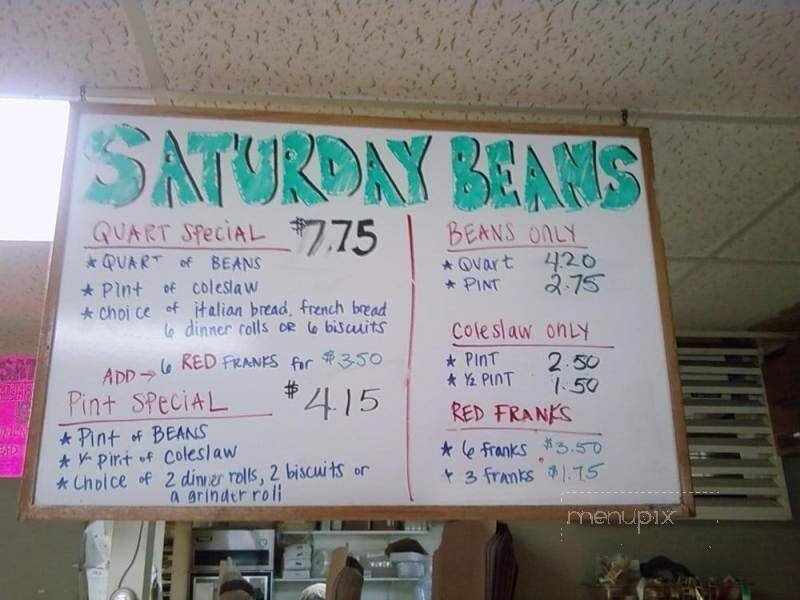 SATURDAY BEANS
QUART SPECIAL $7.75
* QUART of BEANS
* Pint of coleslaw
* choice of italian bread, french bread
6 dinner rolls OR 6 biscuits
ADD → 6 RED FRANKS for $3.50
Pint SPECIAL $4.15
* Pint of BEANS
* ½ pint of coleslaw
* Choice of 2 dinner rolls, 2 biscuits or
a grinder roll
BEANS ONLY
* Quart 4.20
* PINT 2.75
Coleslaw ONLY
* PINT 2.50
* ½ PINT 1.50
RED FRANKS
* 6 franks $3.50
* 3 franks $1.75
SAT
menupix